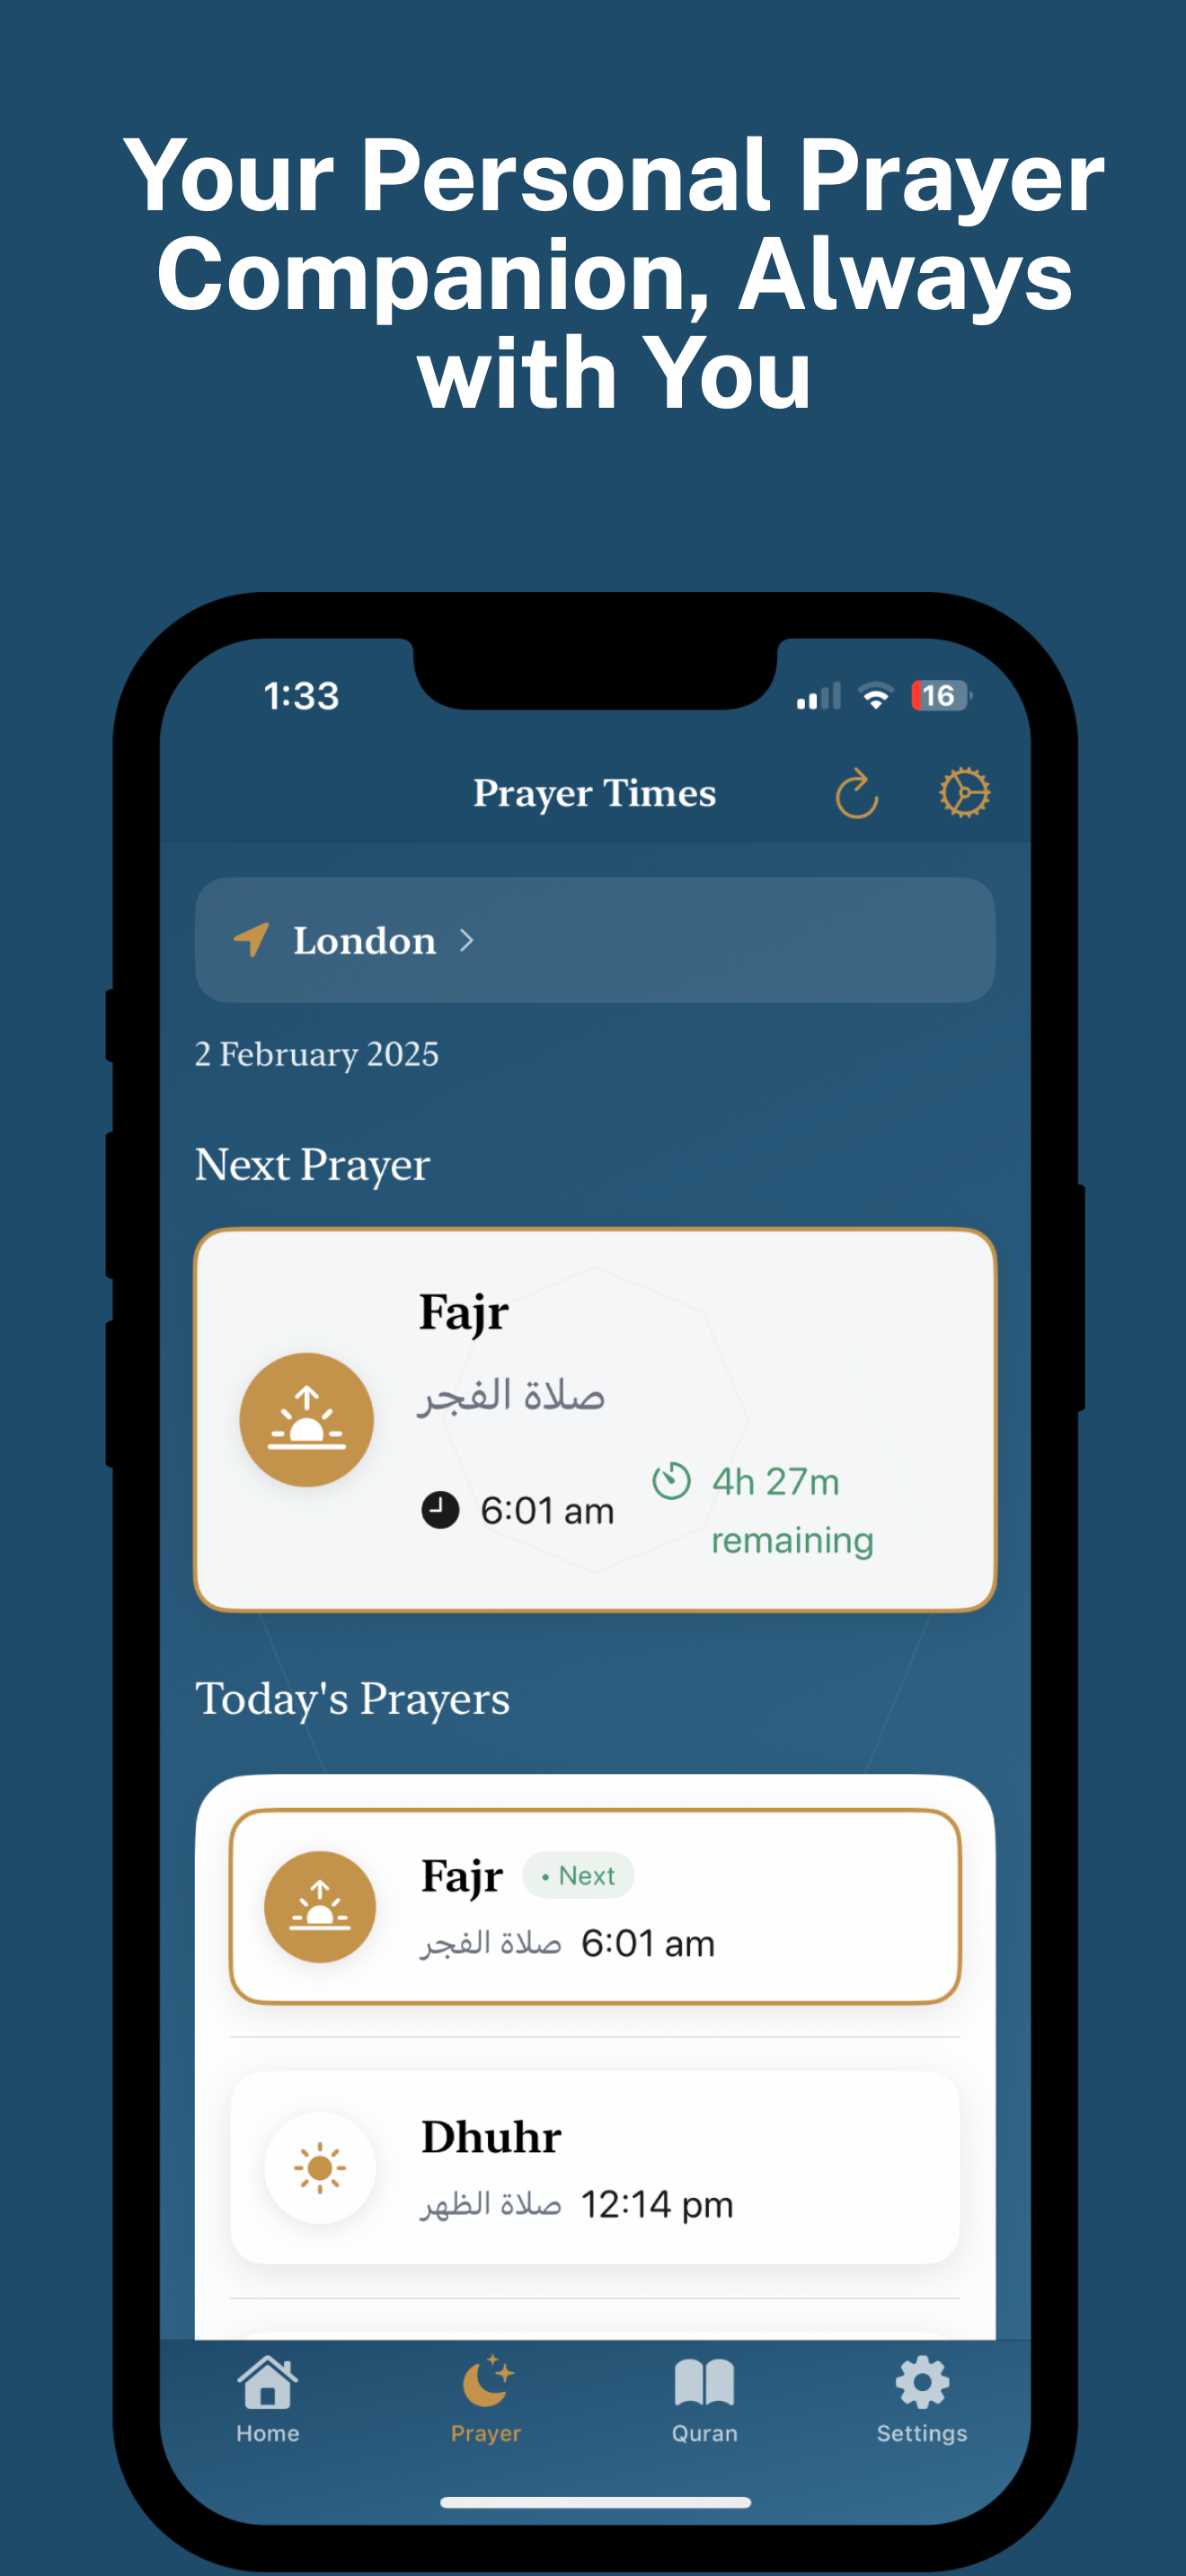 Your Personal Prayer
Companion, Always
with You
1:33
16
Prayer Times
London
2 February 2025
Next Prayer
Fajr
صلاة الفجر
6:01 am
4h 27m
remaining
Today's Prayers
Fajr • Next
صلاة الفجر 6:01 am
Dhuhr
صلاة الظهر 12:14 pm
Home Prayer Quran Settings